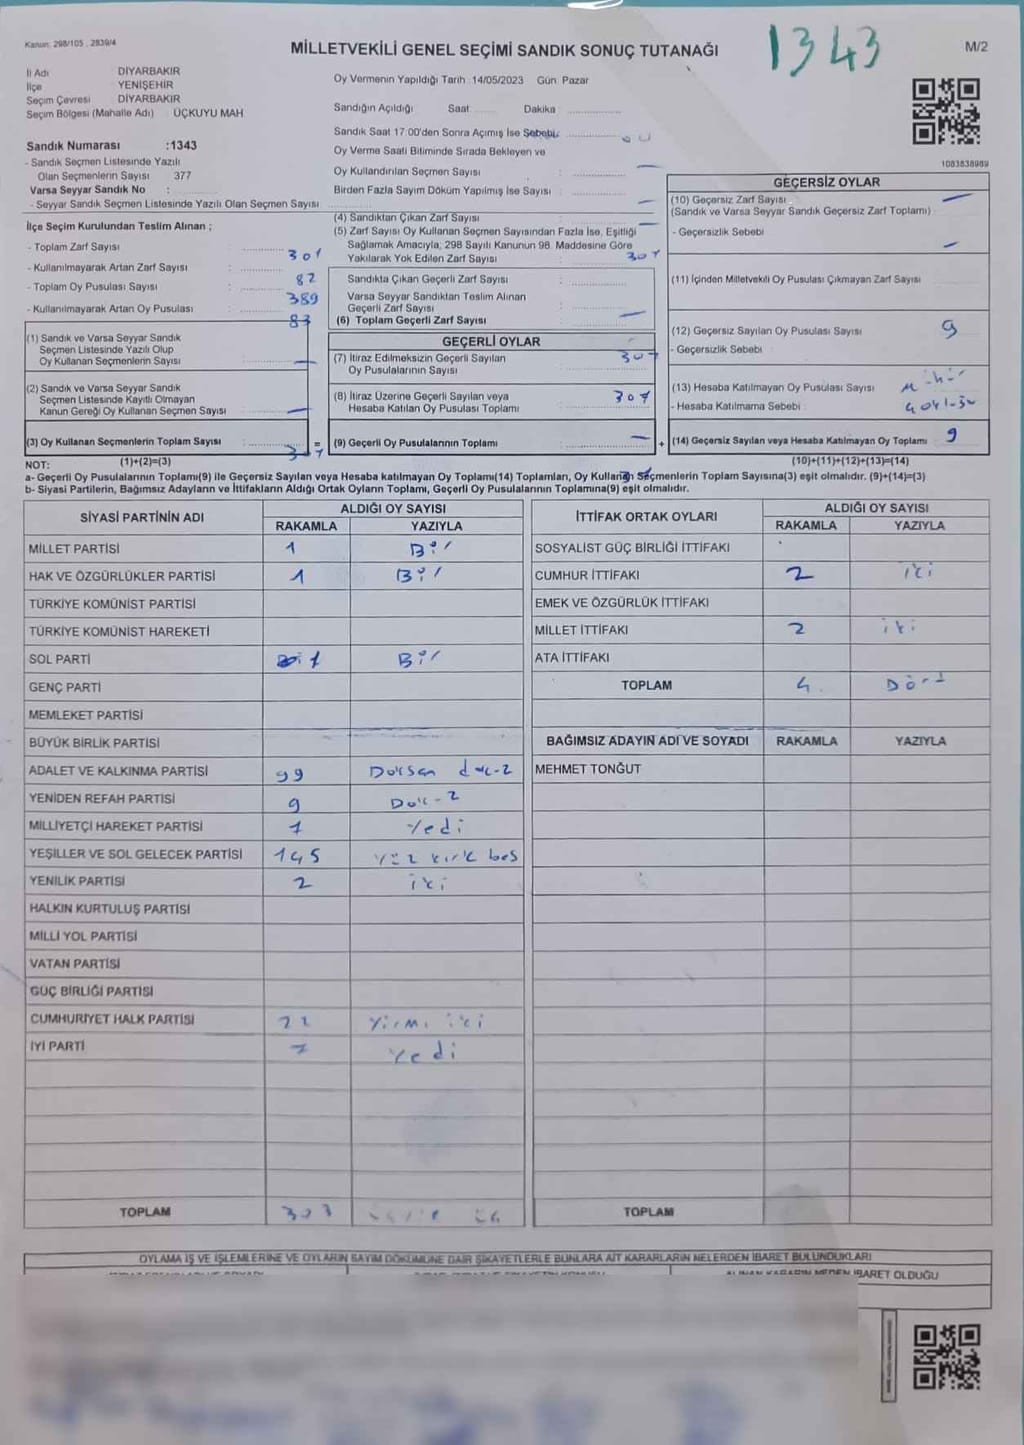 Kanun: 298/105, 2839/4
MİLLETVEKİLİ GENEL SEÇİMİ SANDIK SONUÇ TUTANAĞI
1343
M/2
İl Adı : DİYARBAKIR
İlçe : YENİŞEHİR
Seçim Çevresi : DİYARBAKIR
Seçim Bölgesi (Mahalle Adı) : ÜÇKUYU MAH
Sandık Numarası :1343
- Sandık Seçmen Listesinde Yazılı
Olan Seçmenlerin Sayısı : 377
Varsa Seyyar Sandık No :
- Seyyar Sandık Seçmen Listesinde Yazılı Olan Seçmen Sayısı :
Oy Vermenin Yapıldığı Tarih :14/05/2023 Gün :Pazar
Sandığın Açıldığı Saat Dakika
Sandık Saat 17:00'den Sonra Açımış İse Sebebi:
Oy Verme Saati Bitiminde Sırada Bekleyen ve
Oy Kullandırılan Seçmen Sayısı :
Birden Fazla Sayım Döküm Yapılmış İse Sayısı :
1083838989
İlçe Seçim Kurulundan Teslim Alınan ;
- Toplam Zarf Sayısı :
- Kullanılmayarak Artan Zarf Sayısı : 82
- Toplam Oy Pusulası Sayısı : 389
- Kullanılmayarak Artan Oy Pusulası : 83
(4) Sandıktan Çıkan Zarf Sayısı :
(5) Zarf Sayısı Oy Kullanan Seçmen Sayısından Fazla İse, Eşitliği
Sağlamak Amacıyla, 298 Sayılı Kanunun 98. Maddesine Göre
Yakılarak Yok Edilen Zarf Sayısı :
Sandıkta Çıkan Geçerli Zarf Sayısı :
Varsa Seyyar Sandıktan Teslim Alınan
Geçerli Zarf Sayısı :
(6) Toplam Geçerli Zarf Sayısı :
GEÇERSİZ OYLAR
(10) Geçersiz Zarf Sayısı :
(Sandık ve Varsa Seyyar Sandık Geçersiz Zarf Toplamı)
- Geçersizlik Sebebi :
(11) İçinden Milletvekili Oy Pusulası Çıkmayan Zarf Sayısı :
(12) Geçersiz Sayılan Oy Pusulası Sayısı : 9
- Geçersizlik Sebebi :
(13) Hesaba Katılmayan Oy Pusulası Sayısı :
- Hesaba Katılmama Sebebi :
(14) Geçersiz Sayılan veya Hesaba Katılmayan Oy Toplamı : 9
(1) Sandık ve Varsa Seyyar Sandık
Seçmen Listesinde Yazılı Olup
Oy Kullanan Seçmenlerin Sayısı :
(2) Sandık ve Varsa Seyyar Sandık
Seçmen Listesinde Kayıtlı Olmayan
Kanun Gereği Oy Kullanan Seçmen Sayısı :
(3) Oy Kullanan Seçmenlerin Toplam Sayısı :
GEÇERLİ OYLAR
(7) İtiraz Edilmeksizin Geçerli Sayılan
Oy Pusulalarının Sayısı : 307
(8) İtiraz Üzerine Geçerli Sayılan veya
Hesaba Katılan Oy Pusulası Toplamı : 307
(9) Geçerli Oy Pusulalarının Toplamı :
NOT: (1)+(2)=(3) (10)+(11)+(12)+(13)=(14)
a- Geçerli Oy Pusulalarının Toplamı(9) ile Geçersiz Sayılan veya Hesaba katılmayan Oy Toplamı(14) Toplamları, Oy Kullanan Seçmenlerin Toplam Sayısına(3) eşit olmalıdır. (9)+(14)=(3)
b- Siyasi Partilerin, Bağımsız Adayların ve İttifakların Aldığı Ortak Oyların Toplamı, Geçerli Oy Pusulalarının Toplamına(9) eşit olmalıdır.
SİYASİ PARTİNİN ADI ALDIĞI OY SAYISI
RAKAMLA YAZIYLA
MİLLET PARTİSİ 1 Bir
HAK VE ÖZGÜRLÜKLER PARTİSİ 1 Bir
TÜRKİYE KOMÜNİST PARTİSİ
TÜRKİYE KOMÜNİST HAREKETİ
SOL PARTİ 1 Bir
GENÇ PARTİ
MEMLEKET PARTİSİ
BÜYÜK BİRLİK PARTİSİ
ADALET VE KALKINMA PARTİSİ 99 Doksan dokuz
YENİDEN REFAH PARTİSİ 9 Dokuz
MİLLİYETÇİ HAREKET PARTİSİ 7 Yedi
YEŞİLLER VE SOL GELECEK PARTİSİ 145 Yüz kırk beş
YENİLİK PARTİSİ 2 iki
HALKIN KURTULUŞ PARTİSİ
MİLLİ YOL PARTİSİ
VATAN PARTİSİ
GÜÇ BİRLİĞİ PARTİSİ
CUMHURİYET HALK PARTİSİ 22 Yirmi iki
İYİ PARTİ 7 Yedi
TOPLAM
İTTİFAK ORTAK OYLARI ALDIĞI OY SAYISI
RAKAMLA YAZIYLA
SOSYALİST GÜÇ BİRLİĞİ İTTİFAKI
CUMHUR İTTİFAKI 2 iki
EMEK VE ÖZGÜRLÜK İTTİFAKI
MİLLET İTTİFAKI 2 iki
ATA İTTİFAKI
TOPLAM 4 Dört
BAĞIMSIZ ADAYIN ADI VE SOYADI RAKAMLA YAZIYLA
MEHMET TONĞUT
TOPLAM
OYLAMA İŞ VE İŞLEMLERİNE VE OYLARIN SAYIM DÖKÜMÜNE DAİR ŞİKAYETLERLE BUNLARA AİT KARARLARIN NELERDEN İBARET BULUNDUKLARI
ALINAN KARARIN NEDEN İBARET OLDUĞU